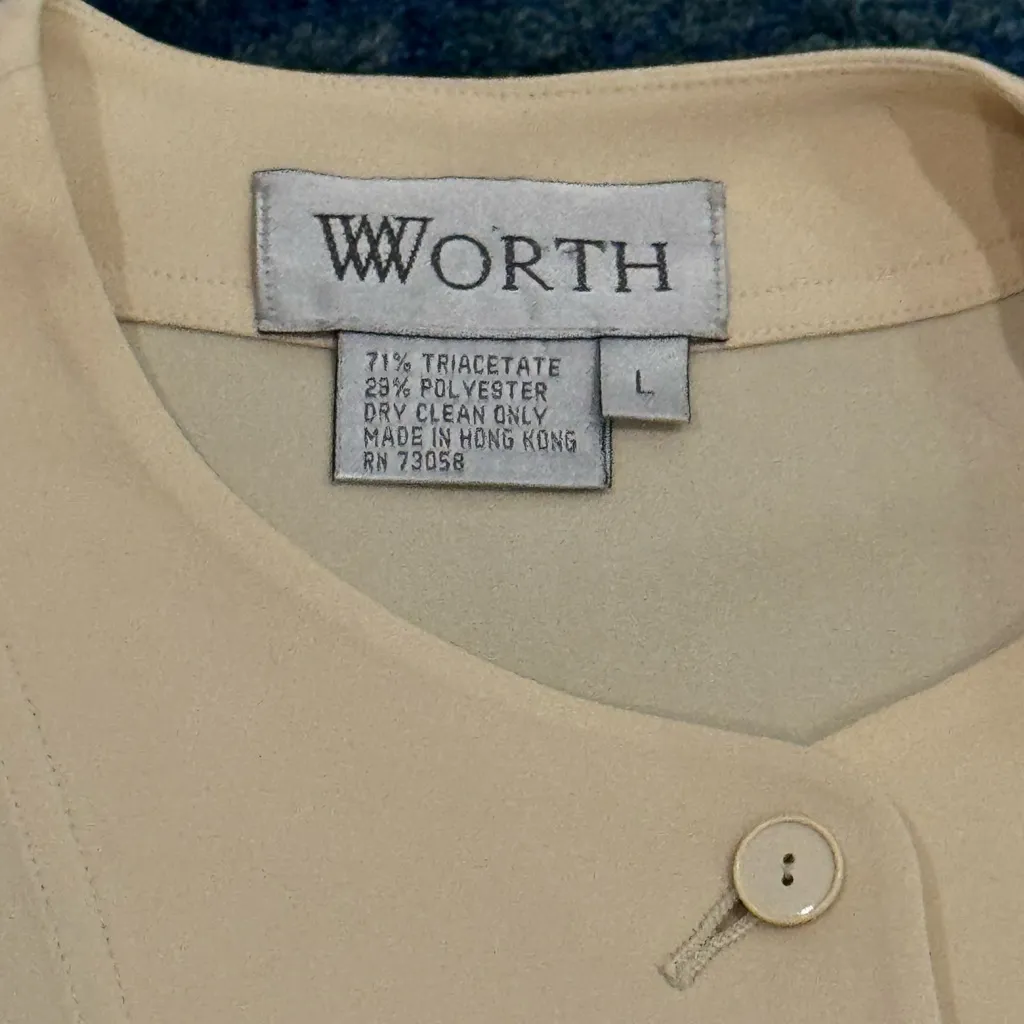 WORTH
71% TRIACETATE
29% POLYESTER
DRY CLEAN ONLY
MADE IN HONG KONG
RN 73058
L